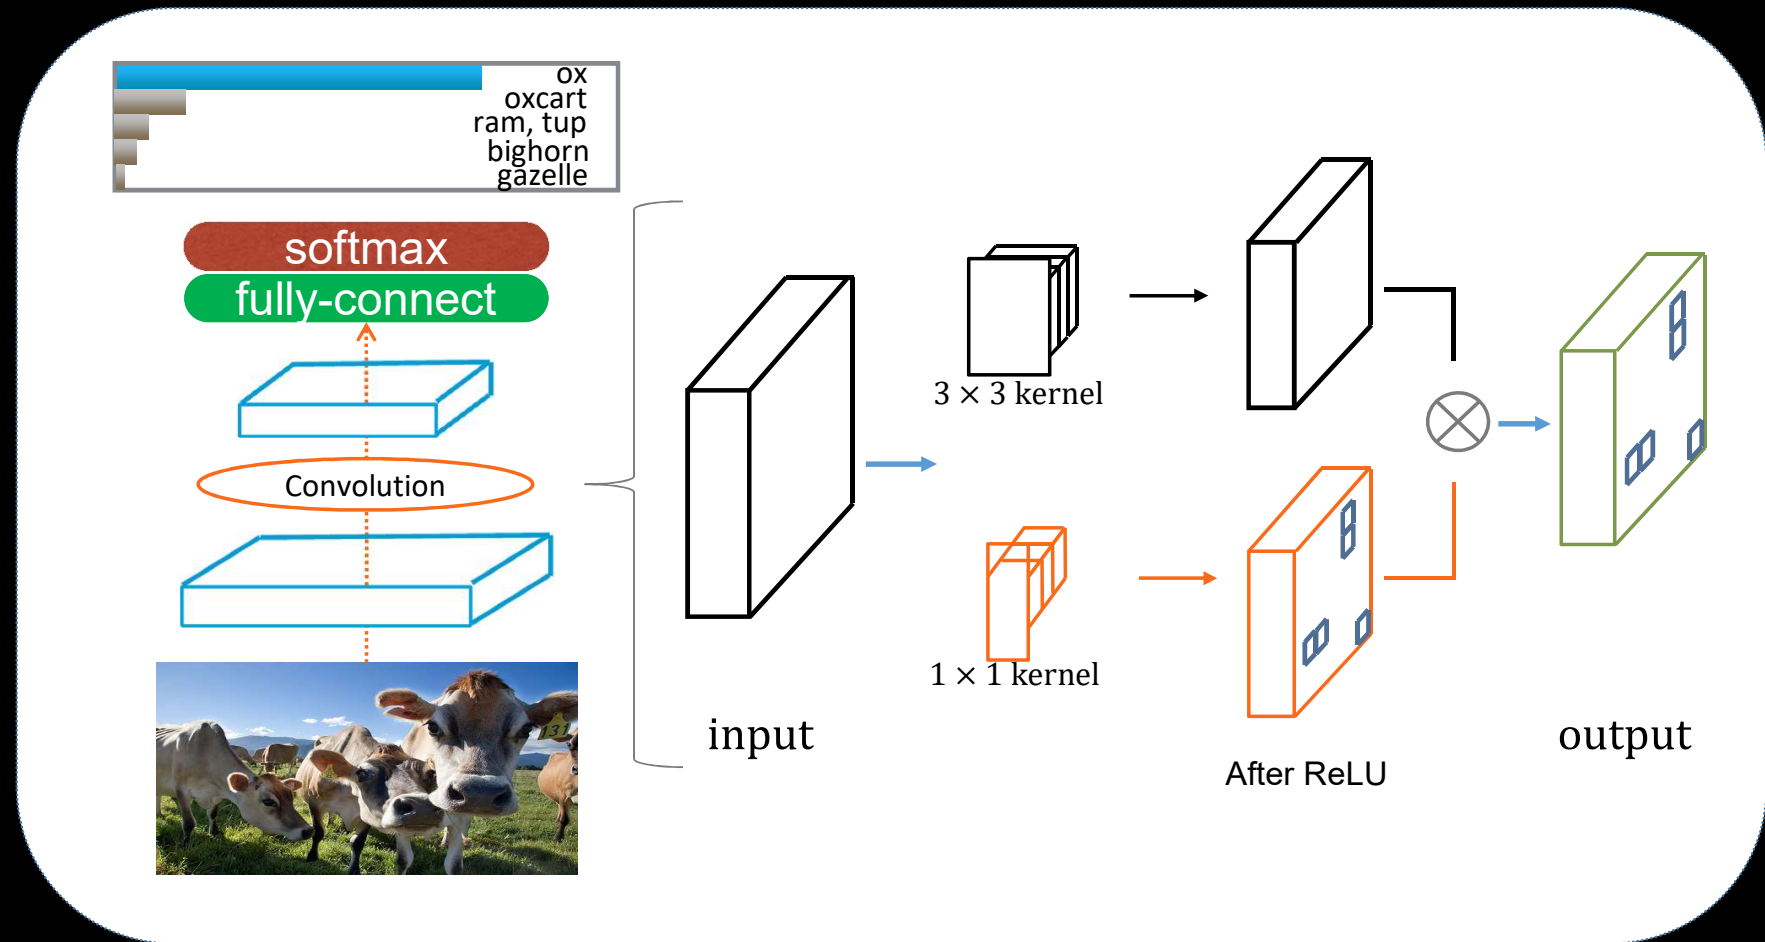 ox
oxcart
ram, tup
bighorn
gazelle
softmax
fully-connect
Convolution
131
input
3 × 3 kernel
1 × 1 kernel
After ReLU
output